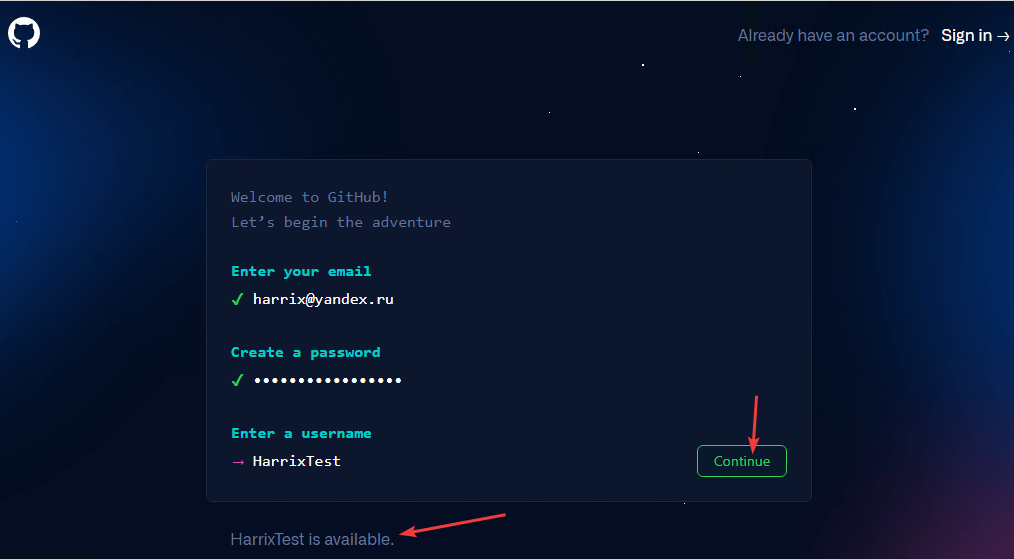 Already have an account? Sign in →
Welcome to GitHub!
Let’s begin the adventure
Enter your email
✓ harrix@yandex.ru
Create a password
✓ •••••••••••••••••
Enter a username
→ HarrixTest
Continue
HarrixTest is available.